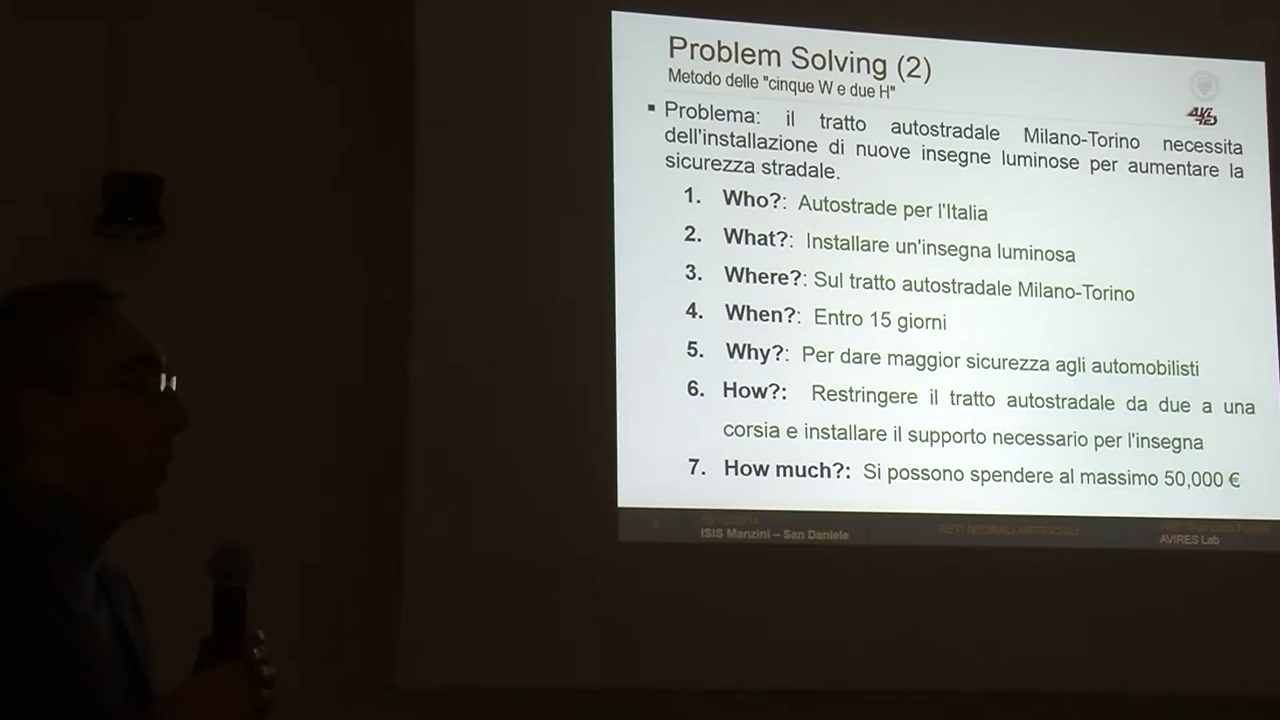 Problem Solving (2)
Metodo delle "cinque W e due H"
▪ Problema: il tratto autostradale Milano-Torino necessita
dell'installazione di nuove insegne luminose per aumentare la
sicurezza stradale.
1. Who?: Autostrade per l'Italia
2. What?: Installare un'insegna luminosa
3. Where?: Sul tratto autostradale Milano-Torino
4. When?: Entro 15 giorni
5. Why?: Per dare maggior sicurezza agli automobilisti
6. How?: Restringere il tratto autostradale da due a una
corsia e installare il supporto necessario per l'insegna
7. How much?: Si possono spendere al massimo 50,000 €
ISIS Manzini – San Daniele
RETI NEURALI ARTIFICIALI
AVIRES Lab